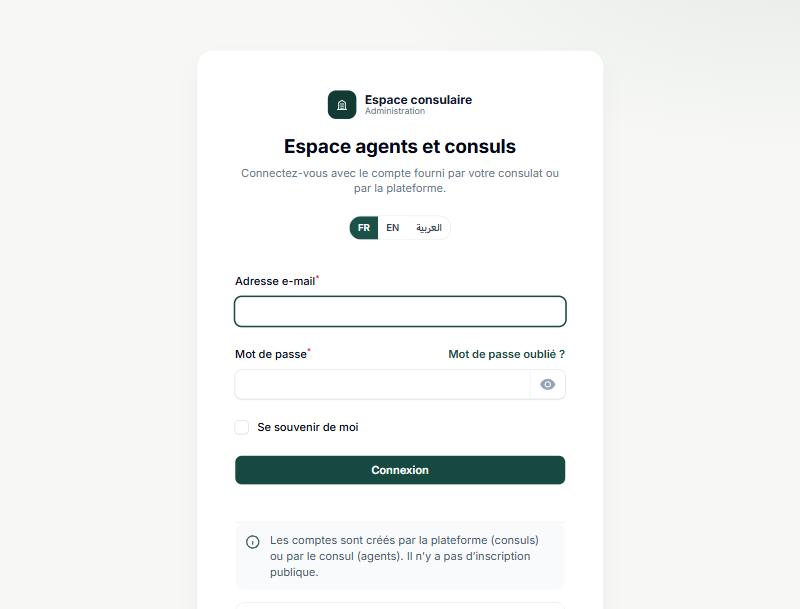 Espace consulaire
Administration
Espace agents et consuls
Connectez-vous avec le compte fourni par votre consulat ou
par la plateforme.
FR EN العربية
Adresse e-mail*
Mot de passe* Mot de passe oublié ?
Se souvenir de moi
Connexion
Les comptes sont créés par la plateforme (consuls)
ou par le consul (agents). Il n’y a pas d’inscription
publique.